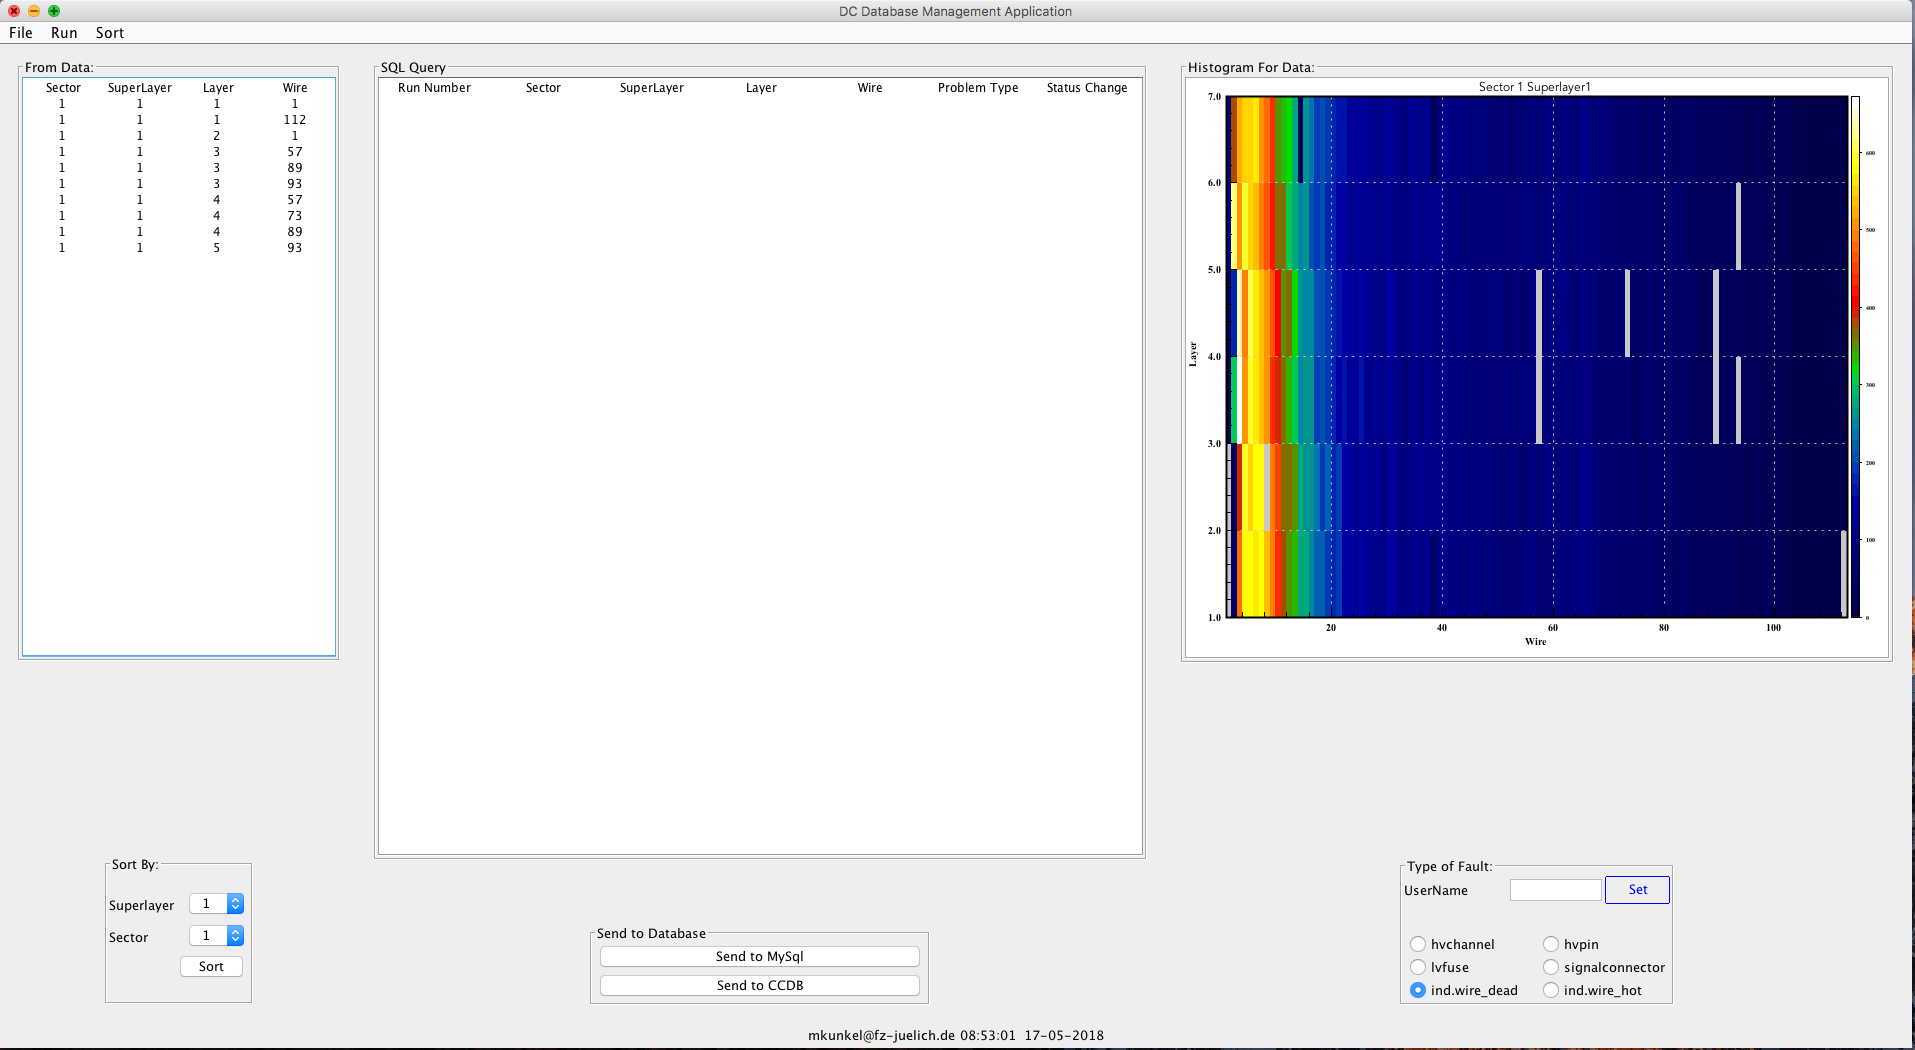 DC Database Management Application
File Run Sort
From Data:
Sector SuperLayer Layer Wire
1 1 1 1
1 1 1 112
1 1 2 1
1 1 3 57
1 1 3 89
1 1 3 93
1 1 4 57
1 1 4 73
1 1 4 89
1 1 5 93
SQL Query
Run Number Sector SuperLayer Layer Wire Problem Type Status Change
Histogram For Data:
Sector 1 Superlayer1
7.0
6.0
5.0
4.0
3.0
2.0
1.0
Layer
20 40 60 80 100
Wire
600
500
400
300
200
100
0
Sort By:
Superlayer 1
Sector 1
Sort
Send to Database
Send to MySql
Send to CCDB
Type of Fault:
UserName Set
hvchannel hvpin
lvfuse signalconnector
ind.wire_dead ind.wire_hot
mkunkel@fz-juelich.de 08:53:01 17-05-2018